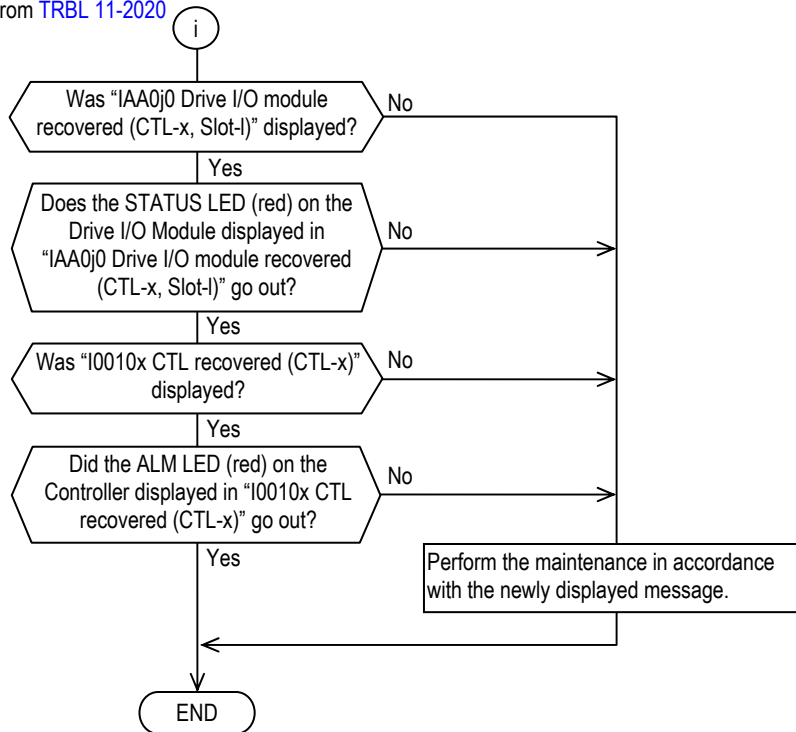 rom TRBL 11-2020
i
Was “IAA0j0 Drive I/O module
recovered (CTL-x, Slot-l)” displayed?
No
Yes
Does the STATUS LED (red) on the
Drive I/O Module displayed in
“IAA0j0 Drive I/O module recovered
(CTL-x, Slot-l)” go out?
No
Yes
Was “I0010x CTL recovered (CTL-x)”
displayed?
No
Yes
Did the ALM LED (red) on the
Controller displayed in “I0010x CTL
recovered (CTL-x)” go out?
No
Yes
Perform the maintenance in accordance
with the newly displayed message.
END